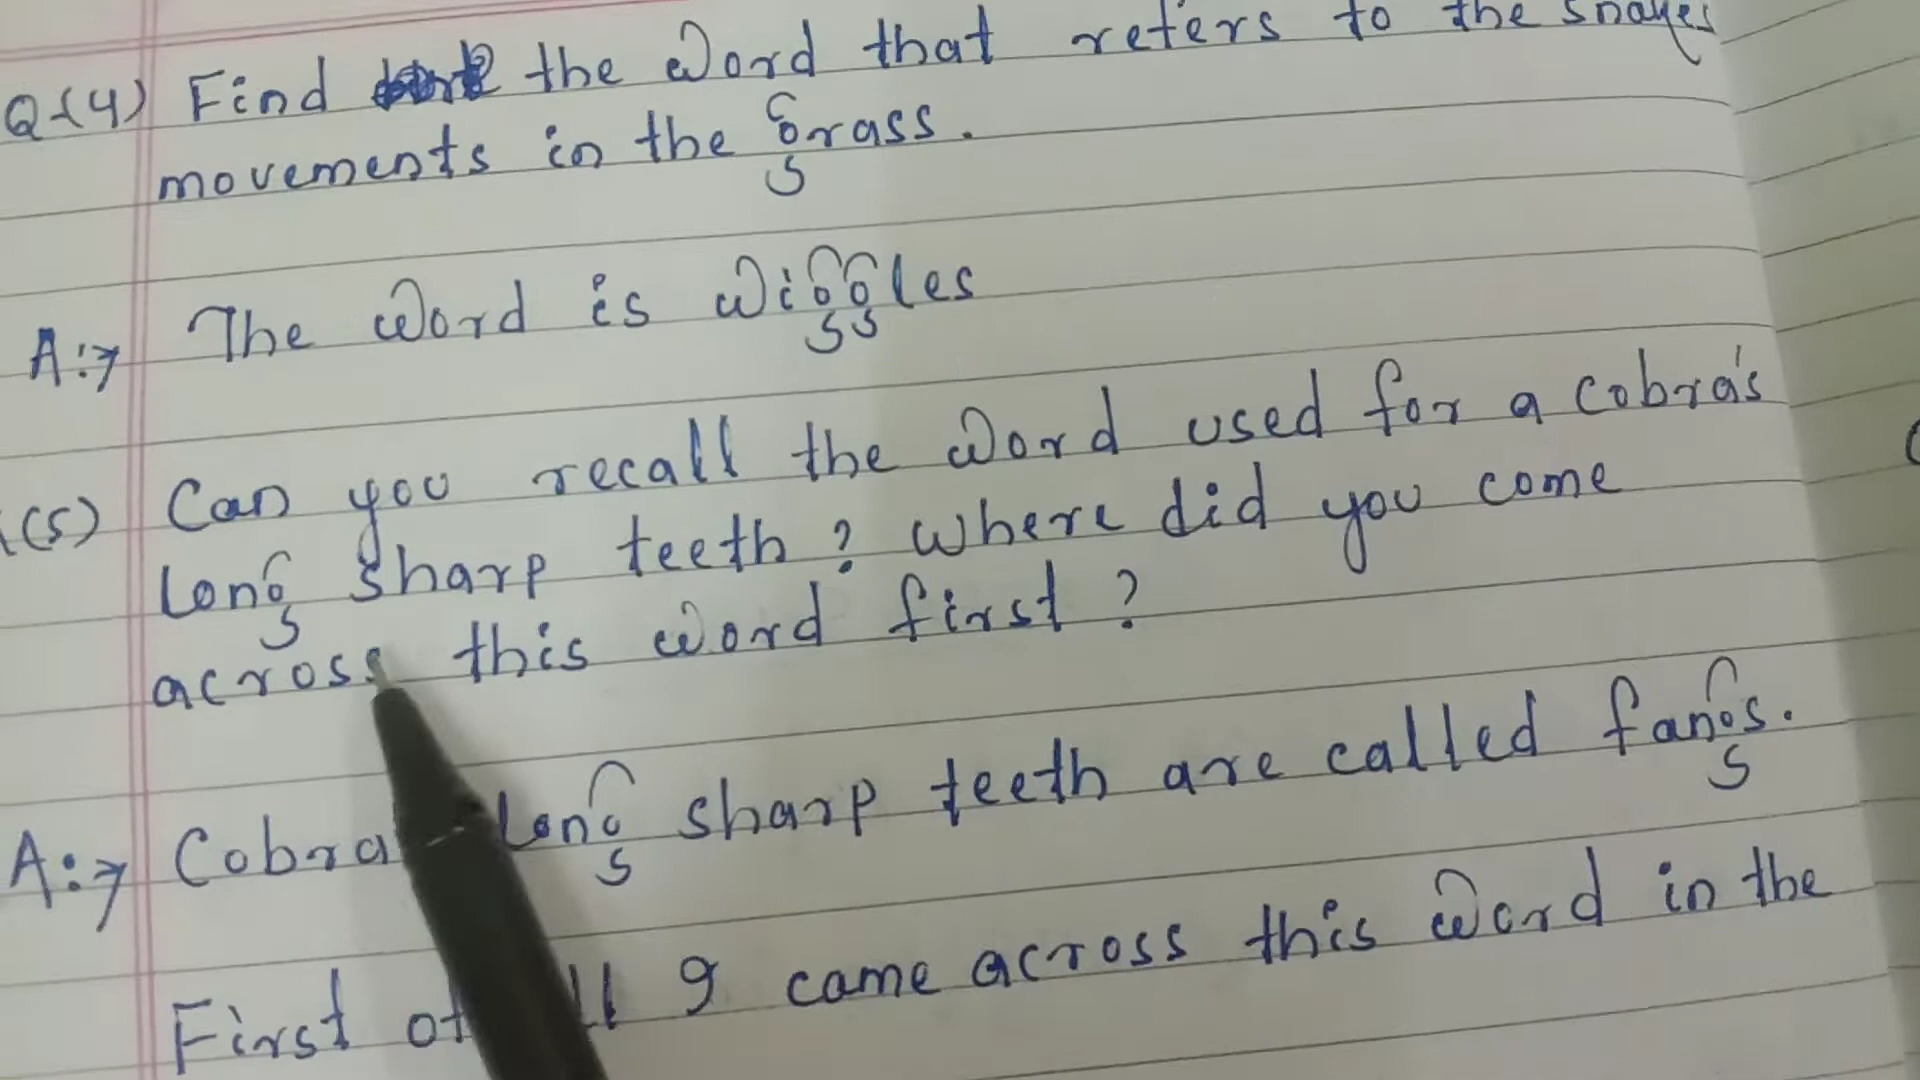 Q.(4) Find the word that refers to the snakes
movements in the grass.
A:→ The word is wiggles
(5) Can you recall the word used for a cobra's
long sharp teeth? Where did you come
across this word first?
A:→ Cobra long sharp teeth are called fangs.
First of all I came across this word in the